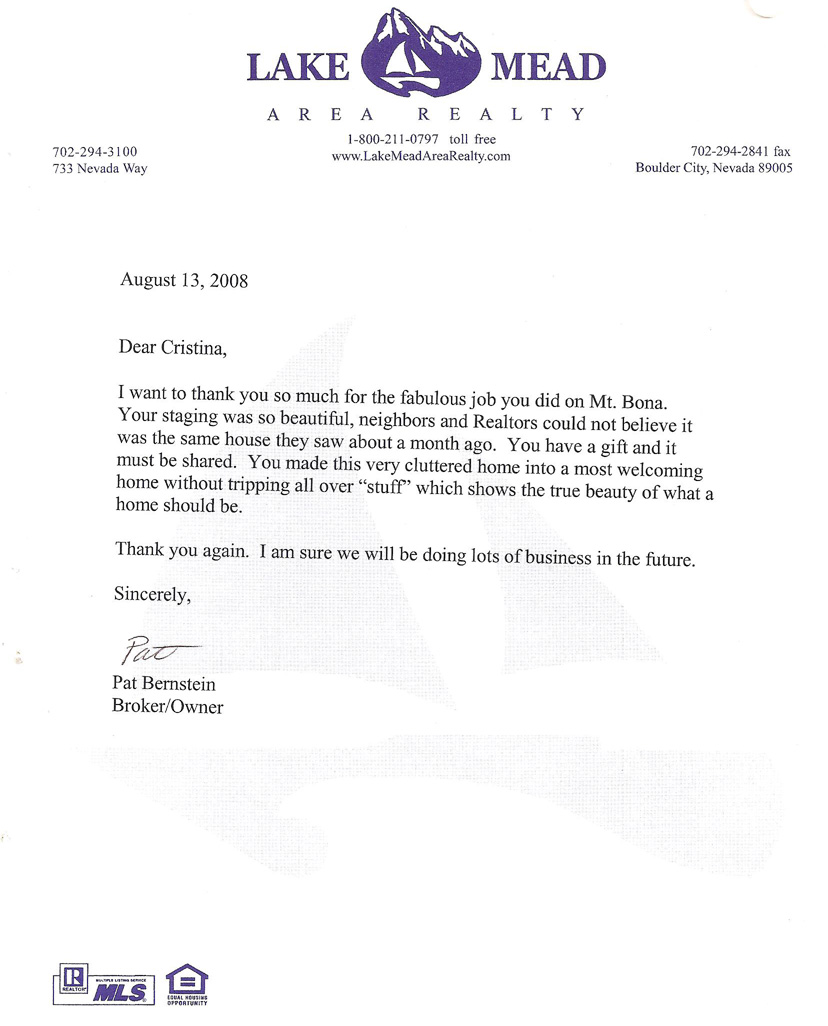 LAKE MEAD
AREA REALTY
1-800-211-0797 toll free
www.LakeMeadAreaRealty.com
702-294-3100
733 Nevada Way
702-294-2841 fax
Boulder City, Nevada 89005
August 13, 2008
Dear Cristina,
I want to thank you so much for the fabulous job you did on Mt. Bona.
Your staging was so beautiful, neighbors and Realtors could not believe it
was the same house they saw about a month ago. You have a gift and it
must be shared. You made this very cluttered home into a most welcoming
home without tripping all over “stuff” which shows the true beauty of what a
home should be.
Thank you again. I am sure we will be doing lots of business in the future.
Sincerely,
Pat
Pat Bernstein
Broker/Owner
R
REALTOR®
MULTIPLE LISTING SERVICE
MLS
EQUAL HOUSING
OPPORTUNITY